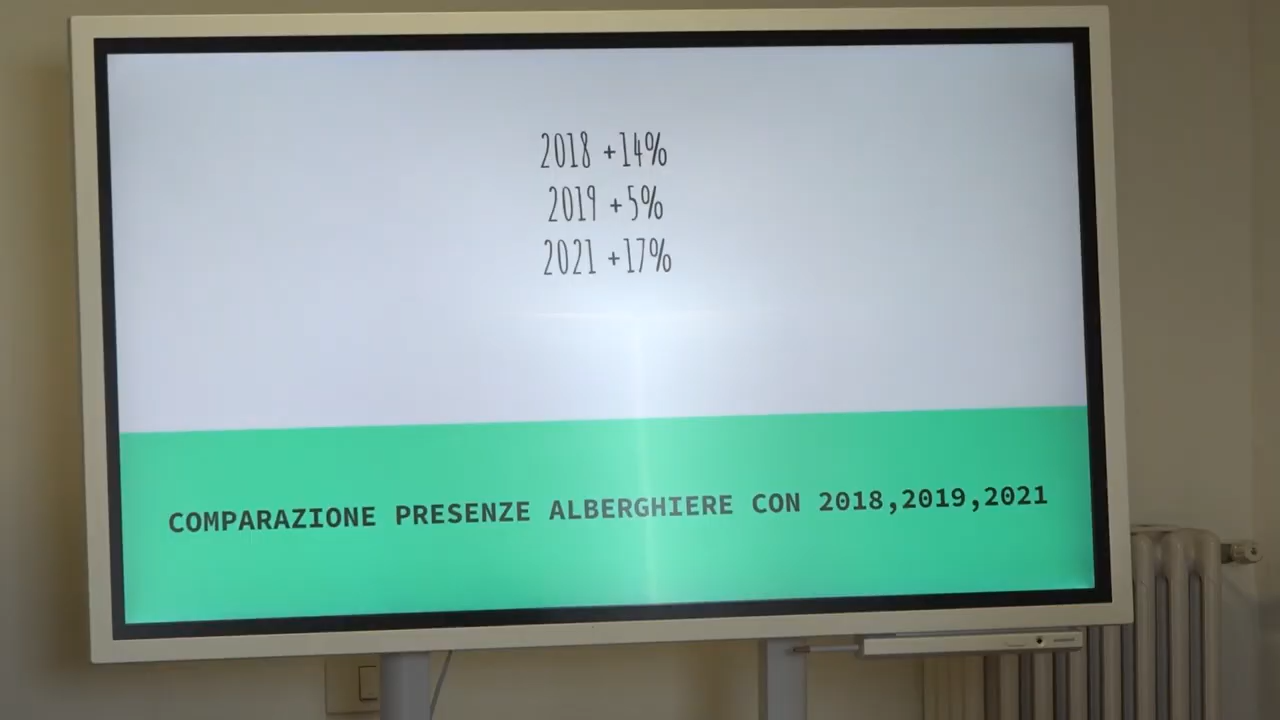 2018 +14%
2019 +5%
2021 +17%
COMPARAZIONE PRESENZE ALBERGHIERE CON 2018,2019,2021